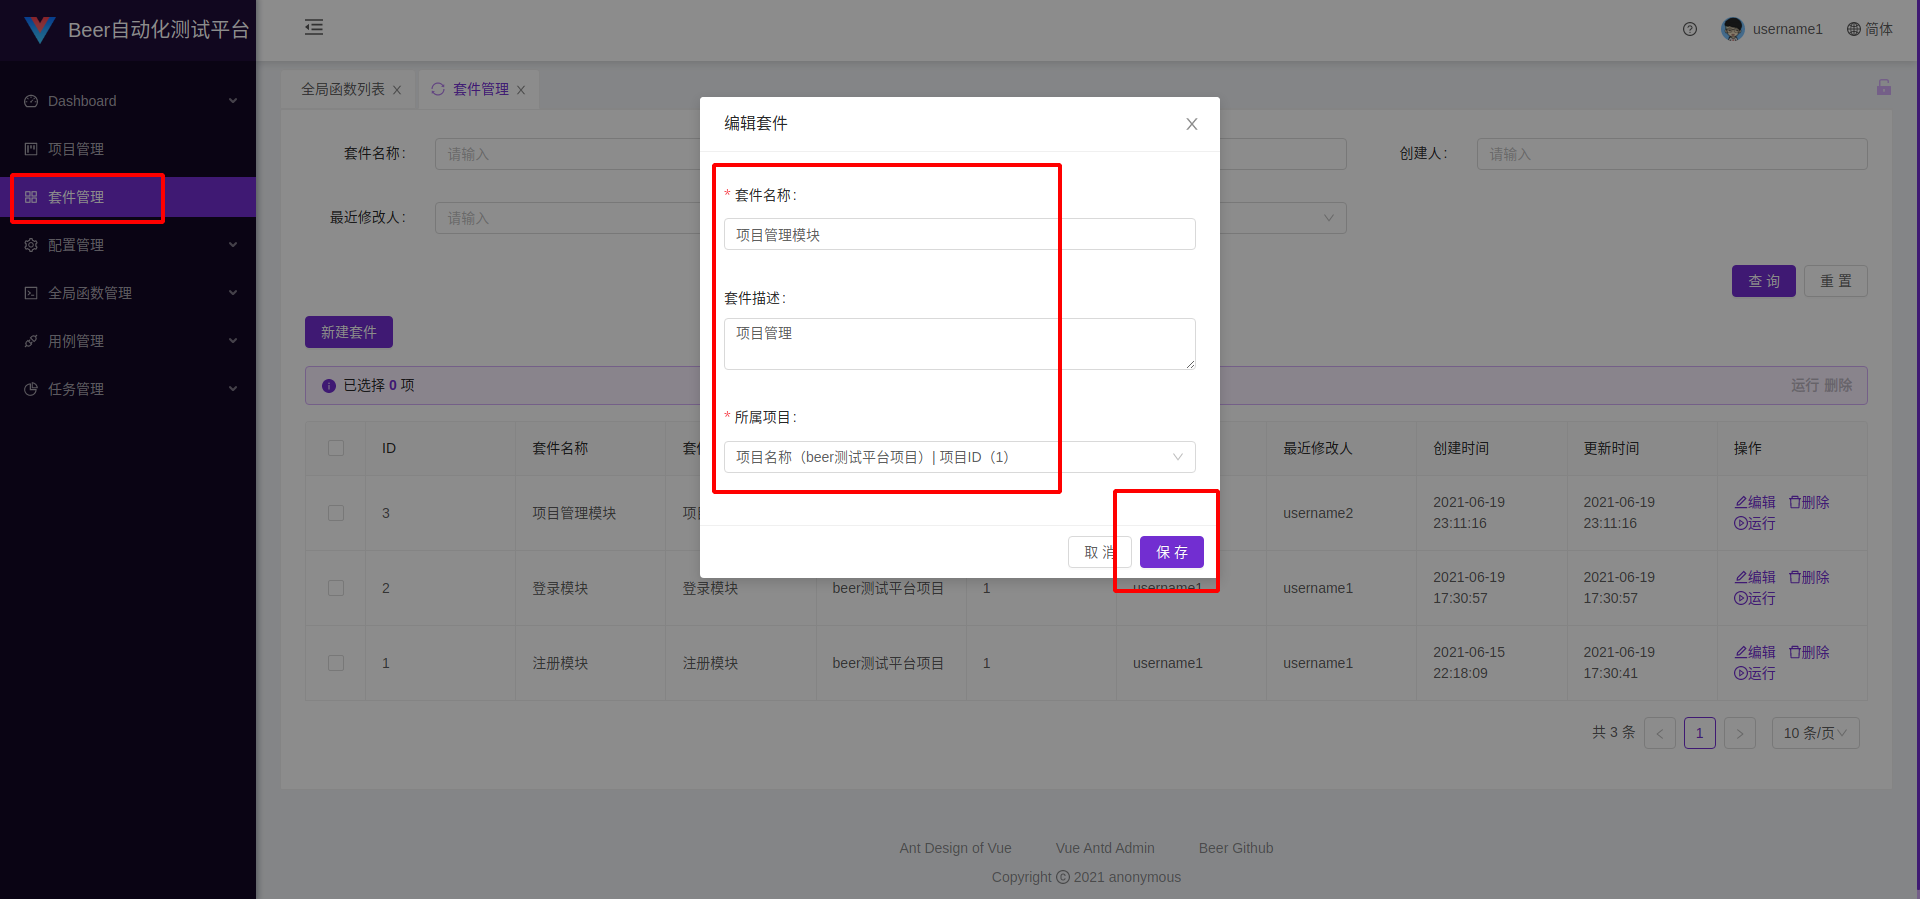 Beer自动化测试平台
username1
简体
Dashboard
项目管理
套件管理
配置管理
全局函数管理
用例管理
任务管理
全局函数列表
套件管理
套件名称:
请输入
创建人:
请输入
最近修改人:
请输入
查 询
重 置
新建套件
已选择 0 项
运行 删除
编辑套件
* 套件名称:
项目管理模块
套件描述:
项目管理
* 所属项目:
项目名称（beer测试平台项目）| 项目ID（1）
取 消
保 存
ID 套件名称 最近修改人 创建时间 更新时间 操作
3 项目管理模块 username2 2021-06-19 23:11:16 2021-06-19 23:11:16 编辑 删除 运行
2 登录模块 登录模块 beer测试平台项目 1 username1 username1 2021-06-19 17:30:57 2021-06-19 17:30:57 编辑 删除 运行
1 注册模块 注册模块 beer测试平台项目 1 username1 username1 2021-06-15 22:18:09 2021-06-19 17:30:41 编辑 删除 运行
共 3 条
1
10 条/页
Ant Design of Vue Vue Antd Admin Beer Github
Copyright © 2021 anonymous